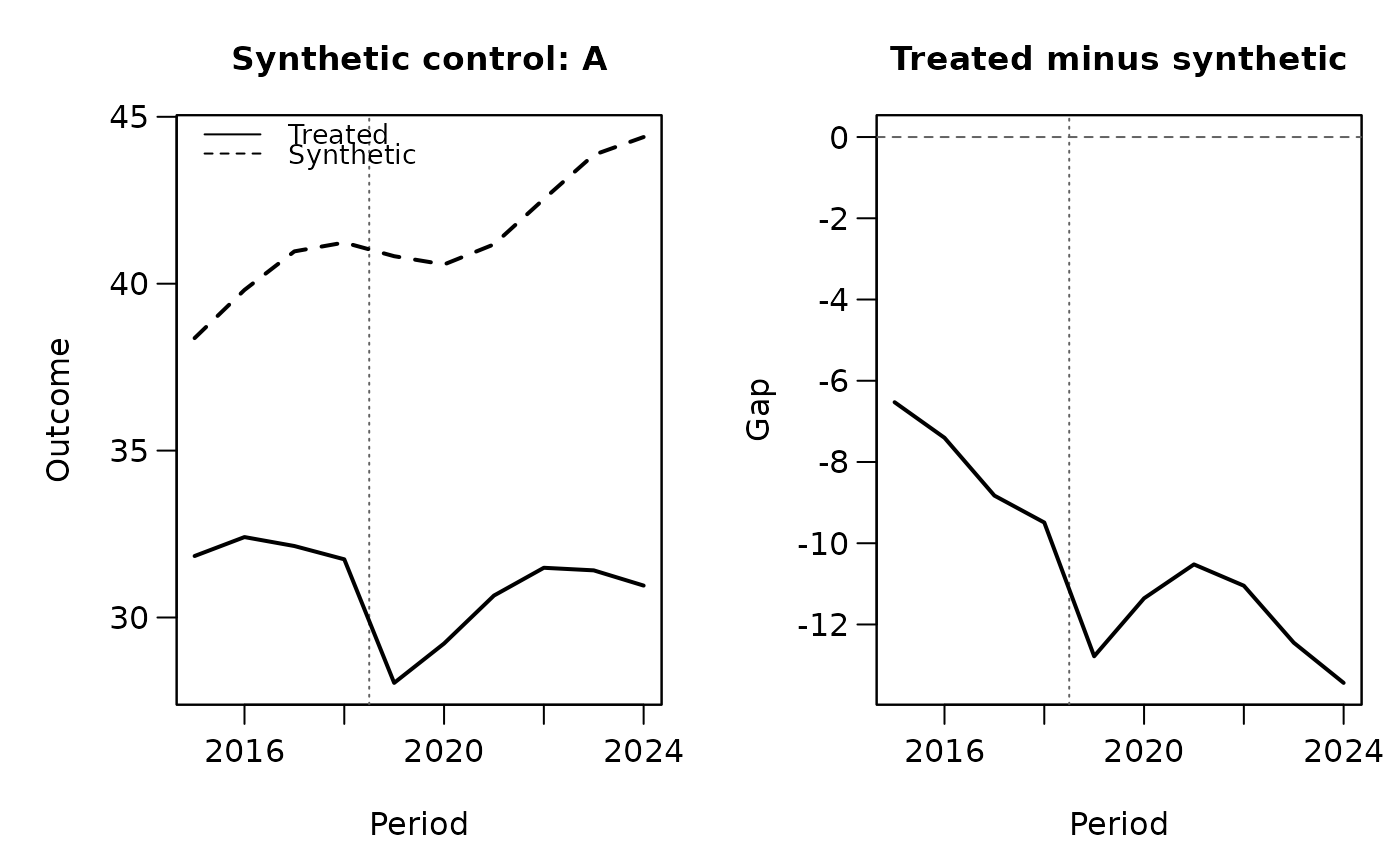 Synthetic control: A
Treated
Synthetic
45
40
35
30
Outcome
2016
2020
2024
Period
Treated minus synthetic
0
-2
-4
-6
-8
-10
-12
Gap
2016
2020
2024
Period